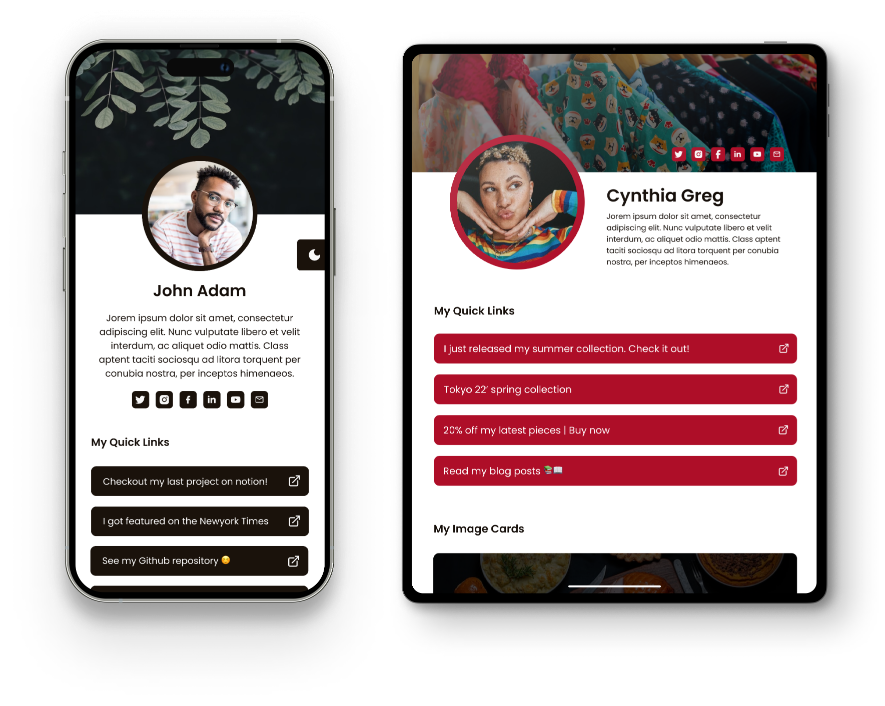 John Adam
Jorem ipsum dolor sit amet, consectetur
adipiscing elit. Nunc vulputate libero et velit
interdum, ac aliquet odio mattis. Class
aptent taciti sociosqu ad litora torquent per
conubia nostra, per inceptos himenaeos.
My Quick Links
Checkout my last project on notion!
I got featured on the Newyork Times
See my Github repository 😊
Cynthia Greg
Jorem ipsum dolor sit amet, consectetur
adipiscing elit. Nunc vulputate libero et velit
interdum, ac aliquet odio mattis. Class aptent
taciti sociosqu ad litora torquent per conubia
nostra, per inceptos himenaeos.
My Quick Links
I just released my summer collection. Check it out!
Tokyo 22' spring collection
20% off my latest pieces | Buy now
Read my blog posts 📚📖
My Image Cards